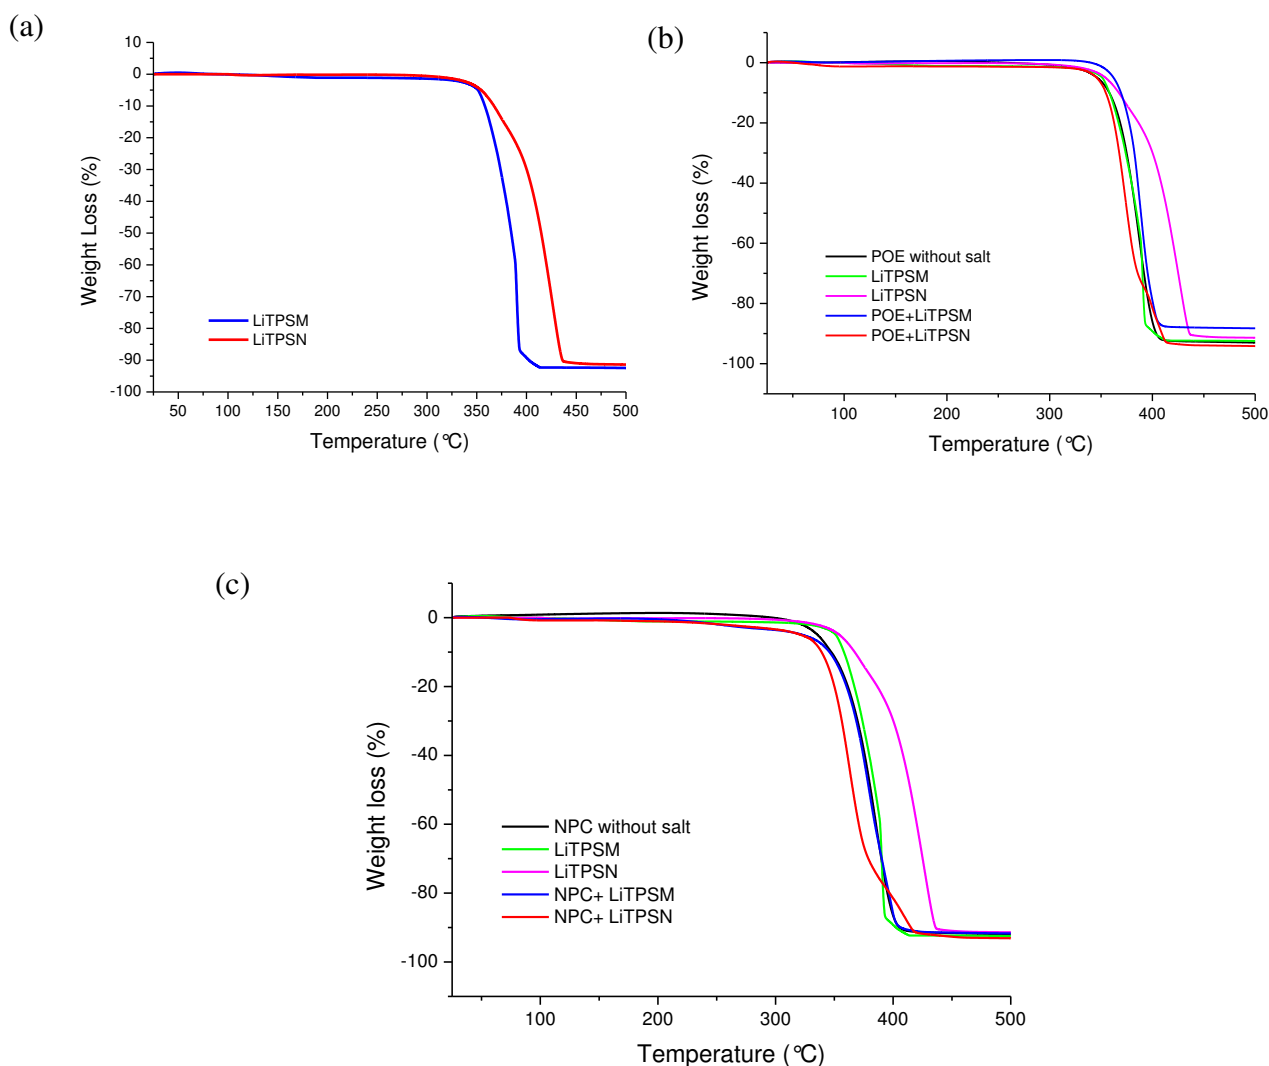 (a)
10
0
-10
-20
-30
-40
-50
-60
-70
-80
-90
-100
Weight Loss (%)
LiTPSM
LiTPSN
50 100 150 200 250 300 350 400 450 500
Temperature (°C)
(b)
0
-20
-40
-60
-80
-100
Weight loss (%)
POE without salt
LiTPSM
LiTPSN
POE+LiTPSM
POE+LiTPSN
100 200 300 400 500
Temperature (°C)
(c)
0
-20
-40
-60
-80
-100
Weight loss (%)
NPC without salt
LiTPSM
LiTPSN
NPC+ LiTPSM
NPC+ LiTPSN
100 200 300 400 500
Temperature (°C)